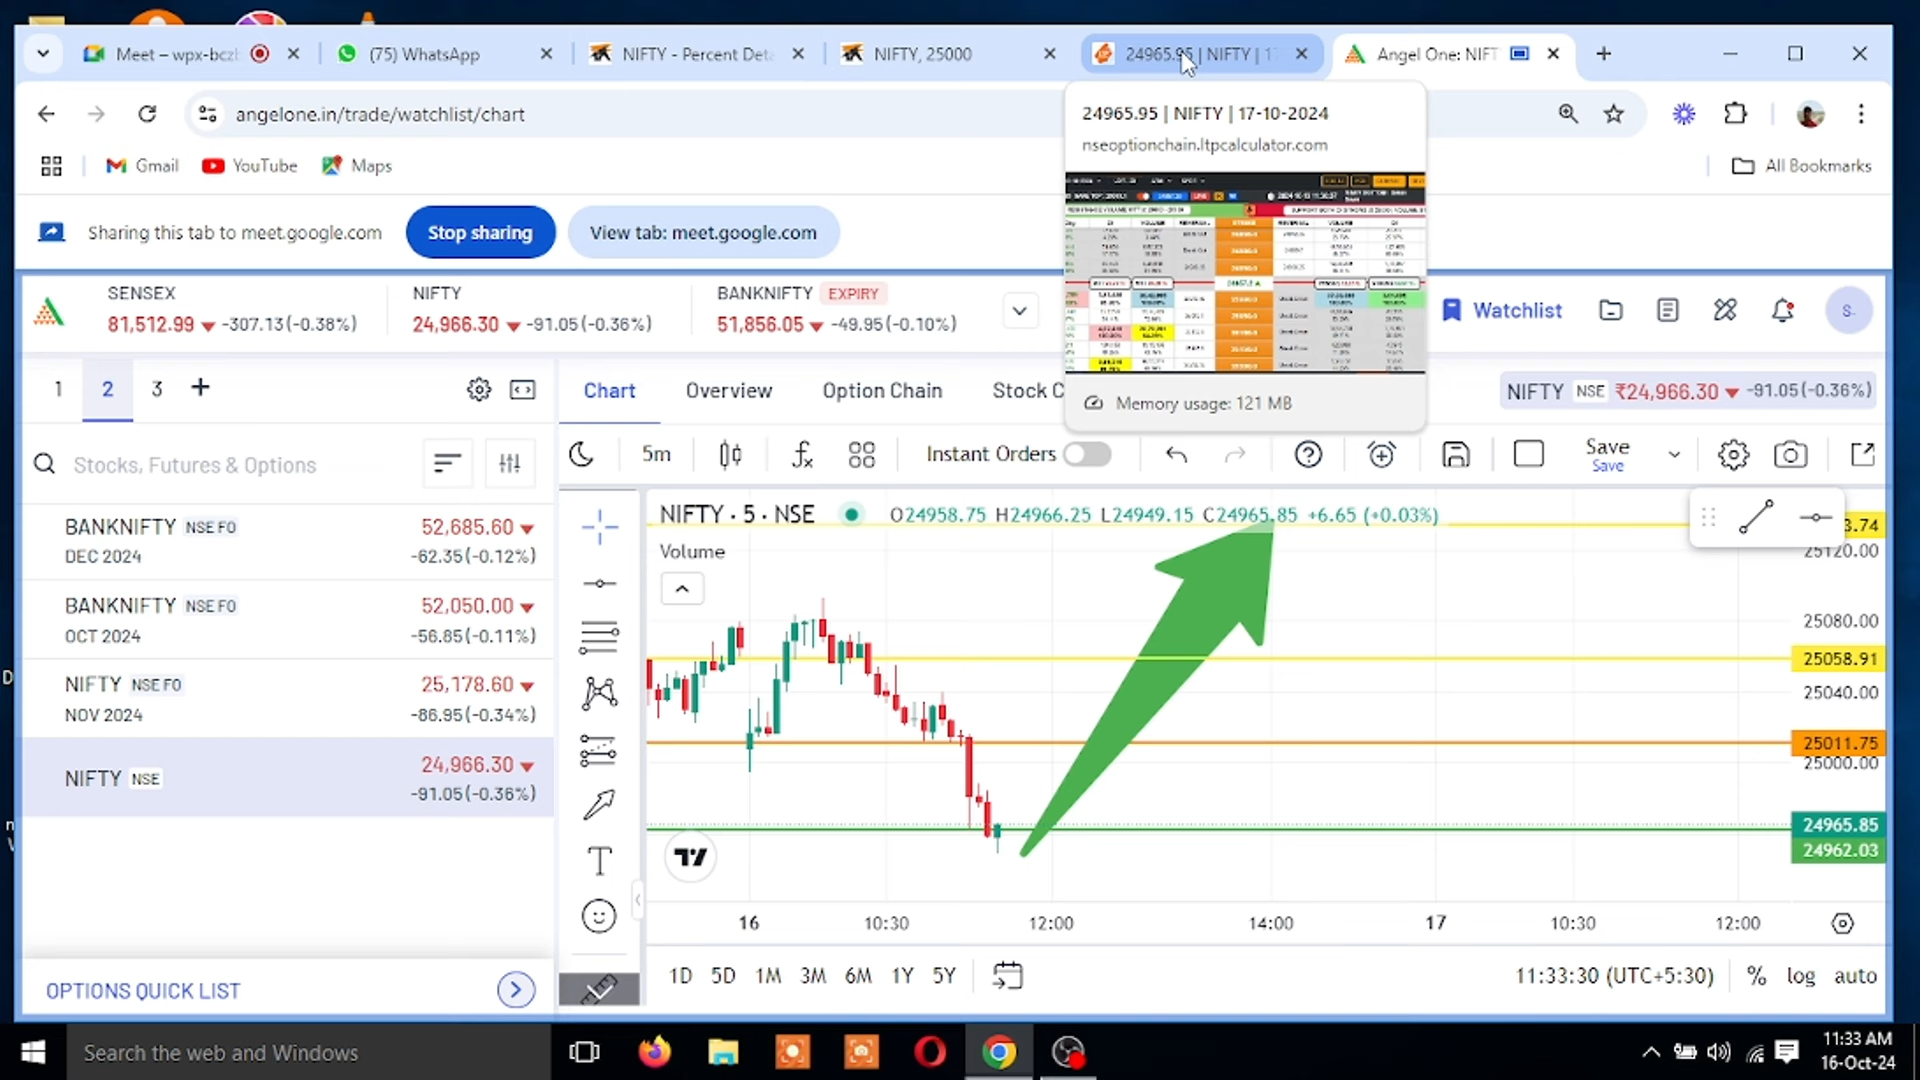 Meet – wpx-bczl
(75) WhatsApp
NIFTY - Percent Deta
NIFTY, 25000
24965.95 | NIFTY | 17
Angel One: NIFT
angelone.in/trade/watchlist/chart
24965.95 | NIFTY | 17-10-2024
nseoptionchain.ltpcalculator.com
Gmail
YouTube
Maps
All Bookmarks
Sharing this tab to meet.google.com
Stop sharing
View tab: meet.google.com
SENSEX
81,512.99 -307.13(-0.38%)
NIFTY
24,966.30 -91.05(-0.36%)
BANKNIFTY EXPIRY
51,856.05 -49.95(-0.10%)
Watchlist
S.
Memory usage: 121 MB
1 2 3
Chart Overview Option Chain Stock C
NIFTY NSE ₹24,966.30 -91.05(-0.36%)
Stocks, Futures & Options
5m
Instant Orders
Save
Save
BANKNIFTY NSE FO 52,685.60
DEC 2024 -62.35(-0.12%)
BANKNIFTY NSE FO 52,050.00
OCT 2024 -56.85(-0.11%)
NIFTY NSE FO 25,178.60
NOV 2024 -86.95(-0.34%)
NIFTY NSE 24,966.30
-91.05(-0.36%)
OPTIONS QUICK LIST
NIFTY · 5 · NSE O24958.75 H24966.25 L24949.15 C24965.85 +6.65 (+0.03%)
Volume
3.74
25120.00
25080.00
25058.91
25040.00
25011.75
25000.00
24965.85
24962.03
16 10:30 12:00 14:00 17 10:30 12:00
1D 5D 1M 3M 6M 1Y 5Y
11:33:30 (UTC+5:30) % log auto
Search the web and Windows
11:33 AM
16-Oct-24